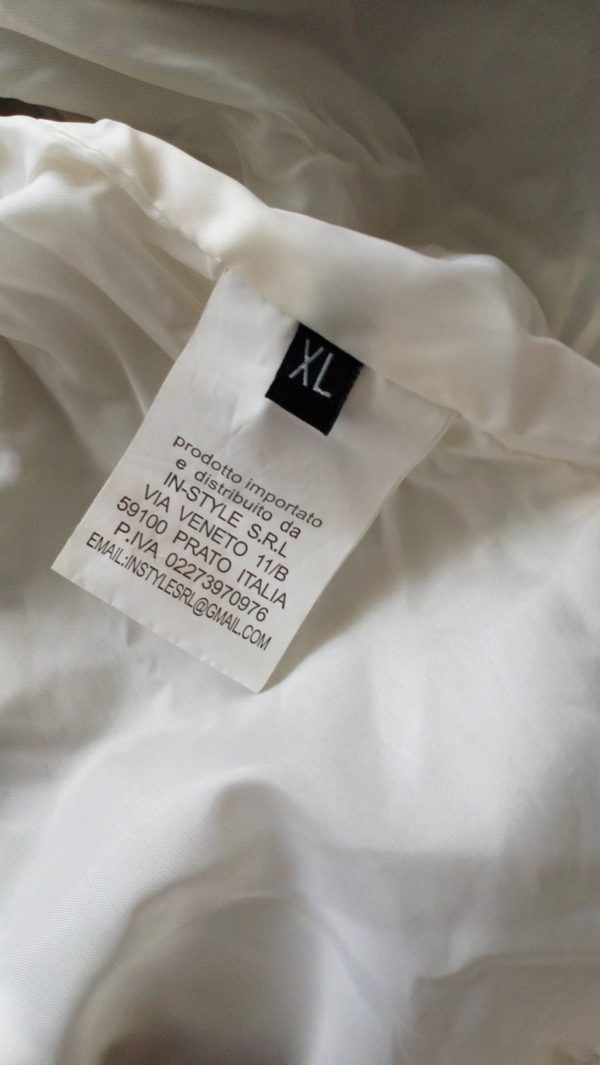 XL
prodotto importato
e distribuito da
IN-STYLE S.R.L
VIA VENETO 11/B
59100 PRATO ITALIA
P.IVA 02273970976
EMAIL:INSTYLESRL@GMAIL.COM